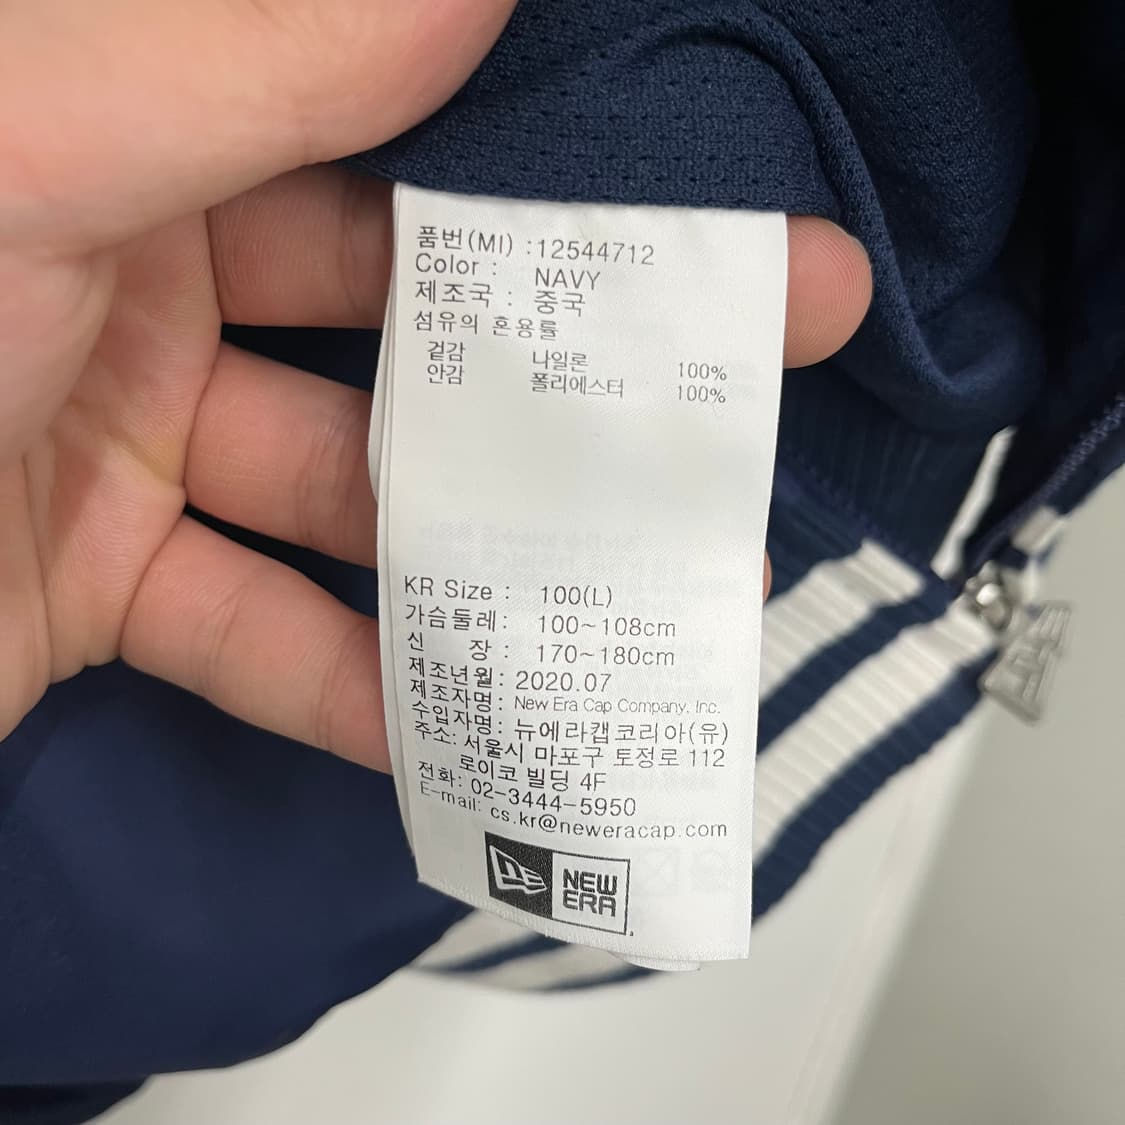 품번(MI) :12544712
Color : NAVY
제조국 : 중국
섬유의 혼용률
겉감 나일론 100%
안감 폴리에스터 100%
KR Size : 100(L)
가슴둘레: 100~108cm
신 장 : 170~180cm
제조년월: 2020.07
제조자명: New Era Cap Company. Inc.
수입자명: 뉴에라캡코리아(유)
주소: 서울시 마포구 토정로 112
로이코 빌딩 4F
전화: 02-3444-5950
E-mail: cs.kr@neweracap.com
NEW
ERA